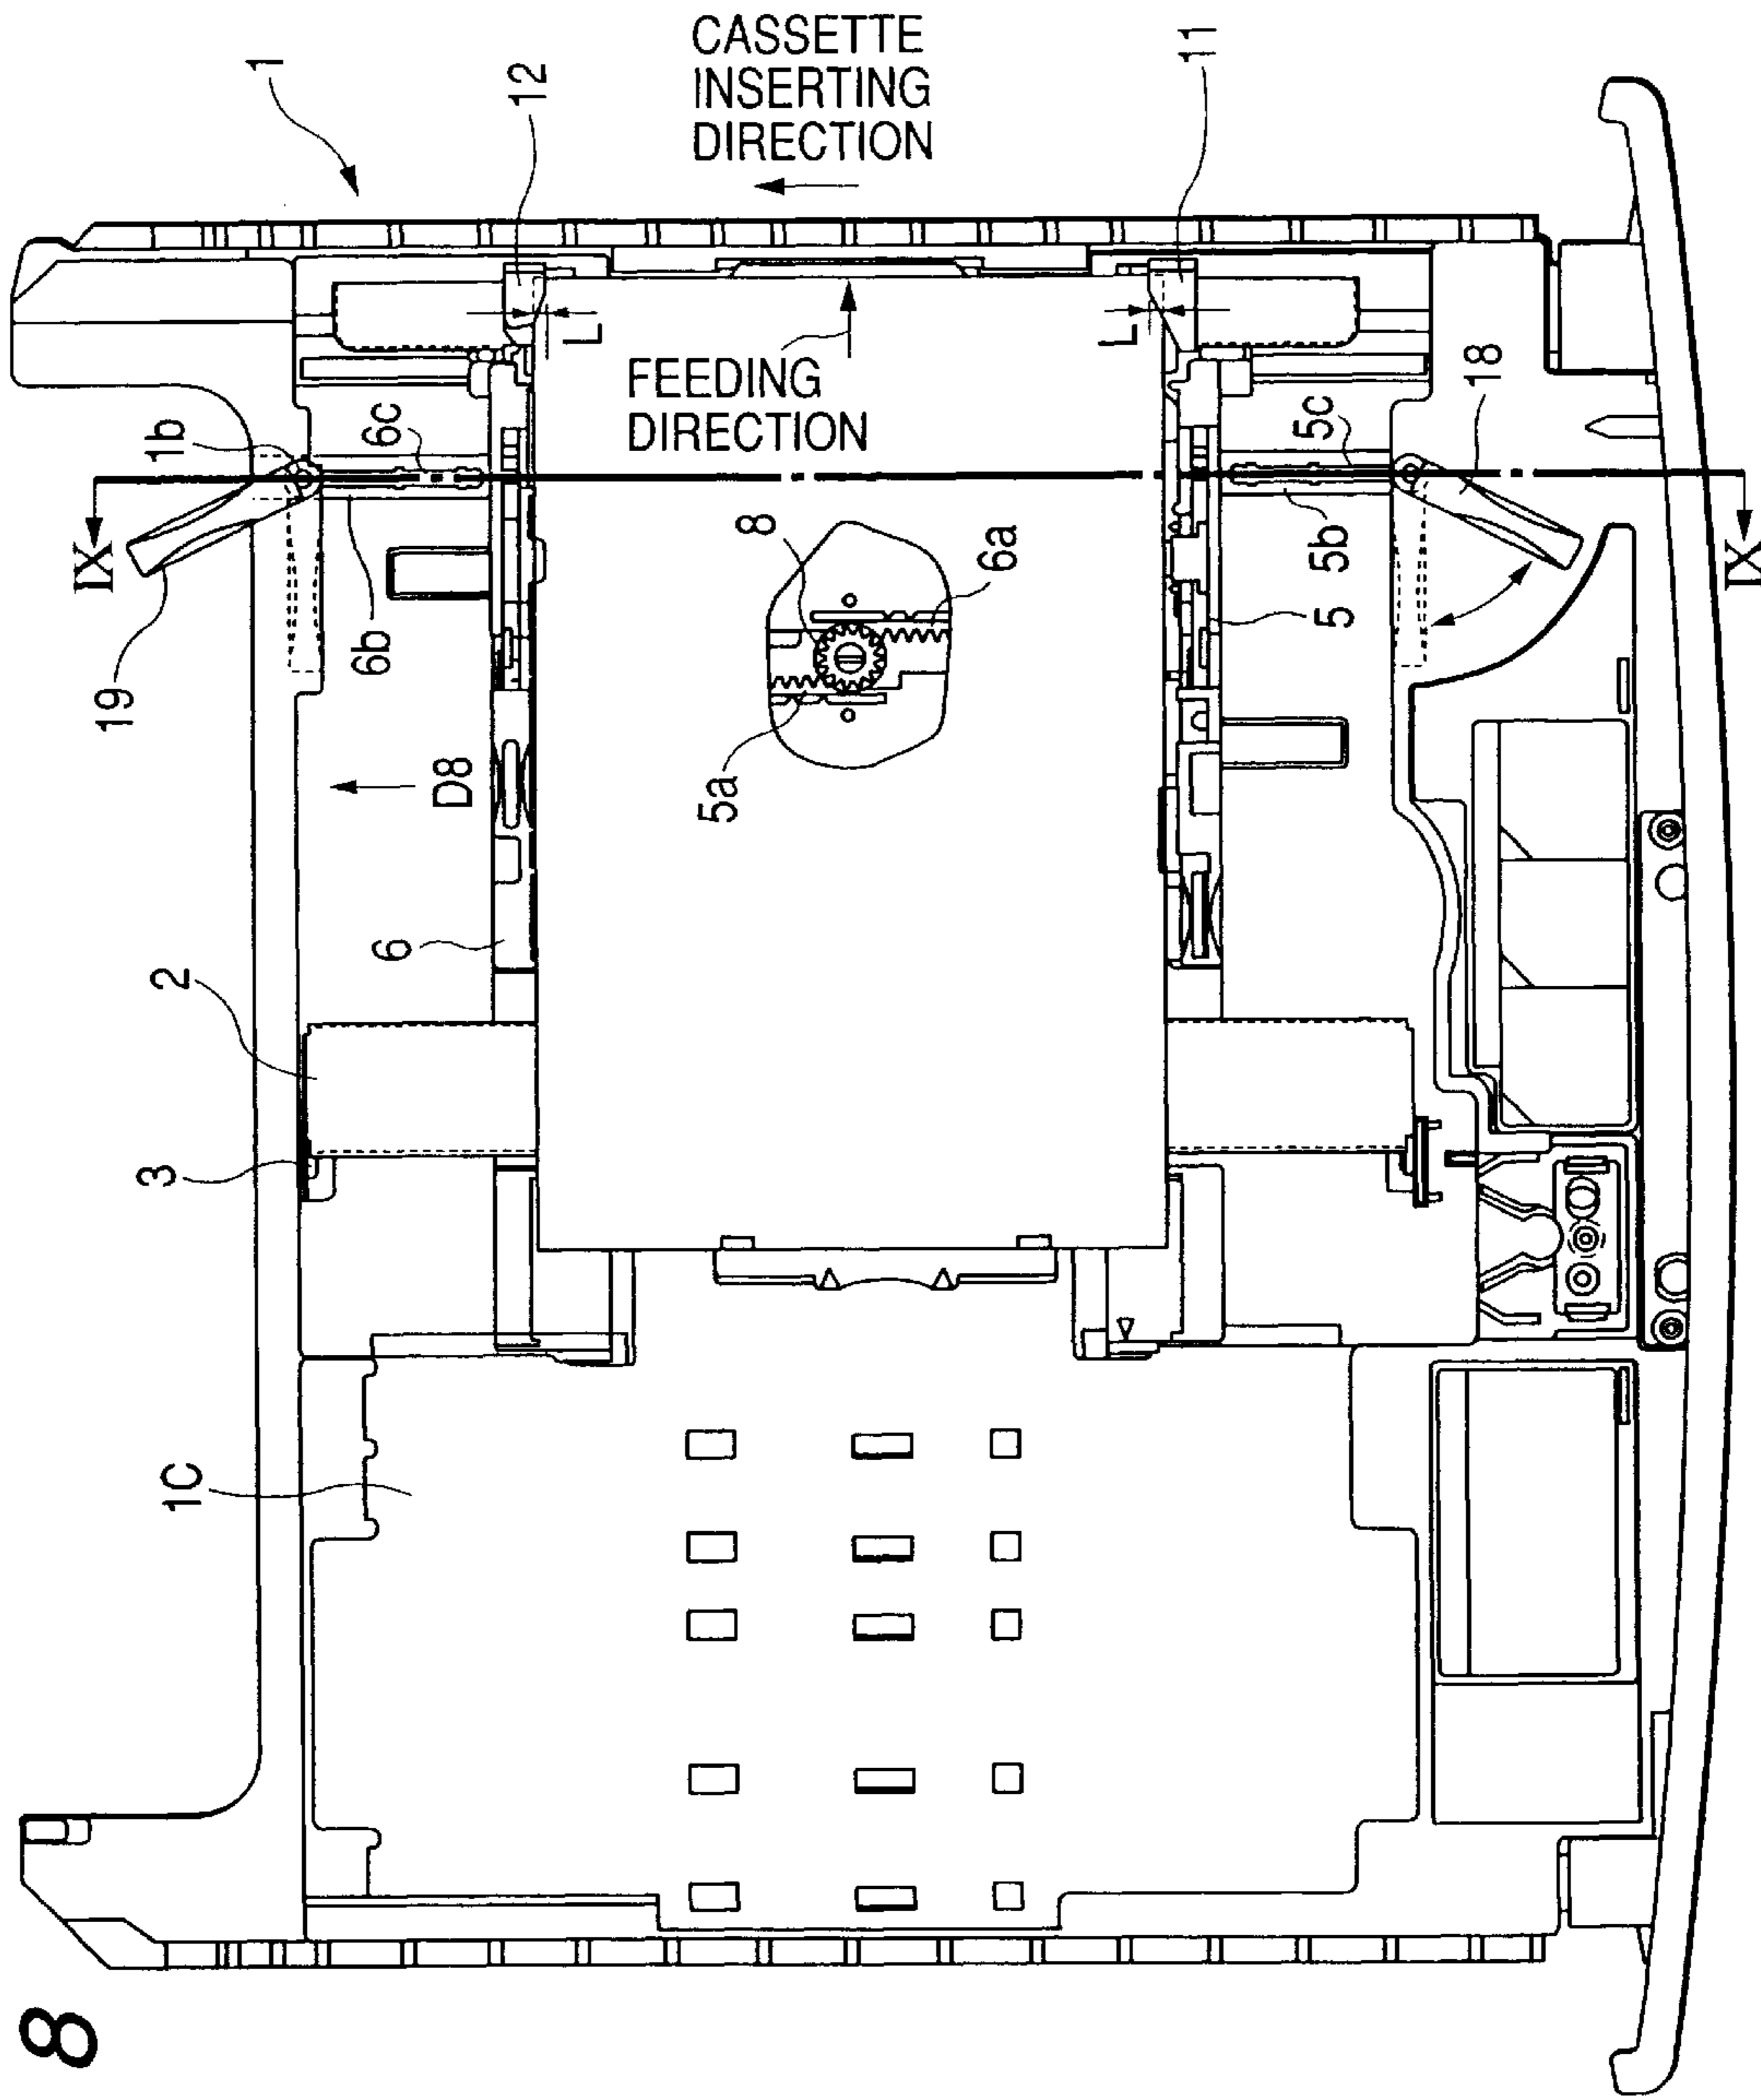 8
1
12
CASSETTE
INSERTING
DIRECTION
11
L
L
FEEDING
DIRECTION
1b
6c
IX
19
6b
5c
18
5b
5
IX
8
6a
5a
D8
6
2
3
1C